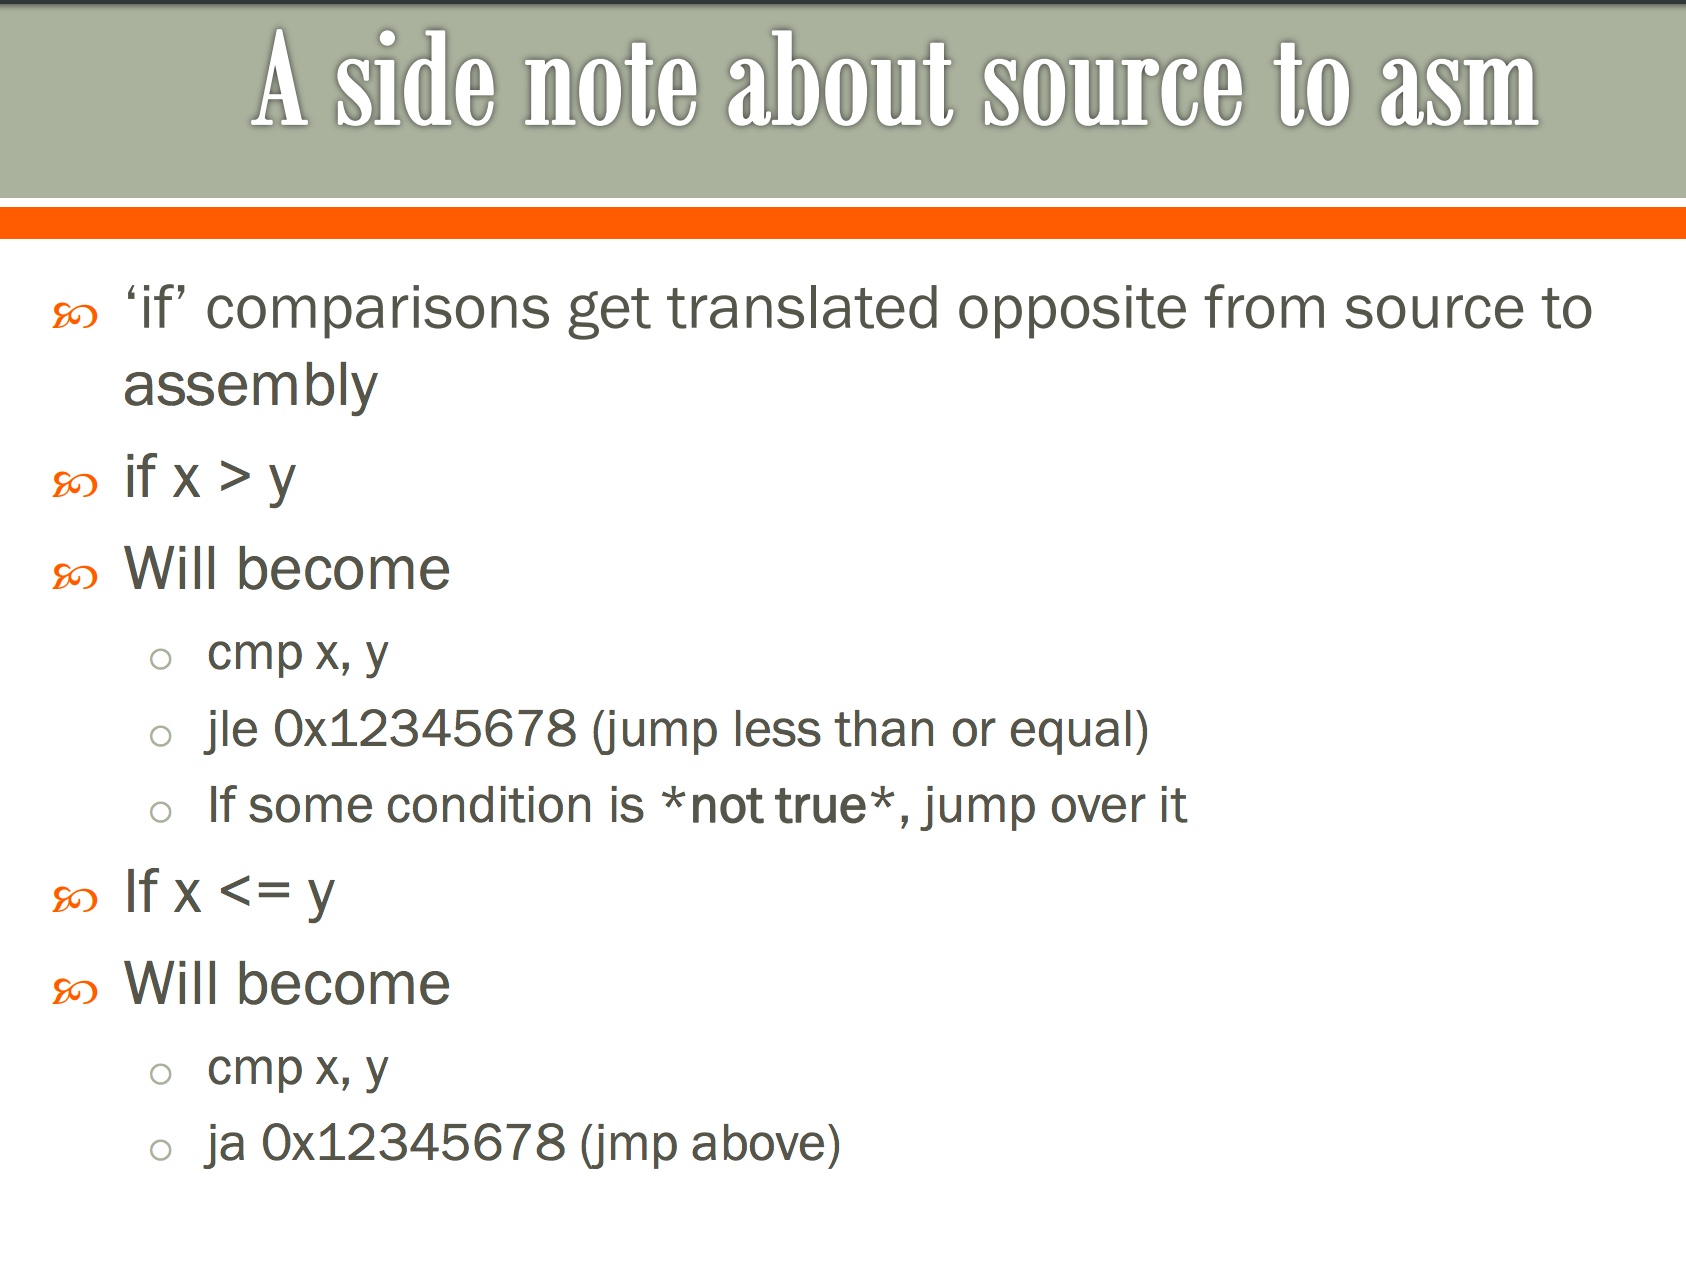 A side note about source to asm
‘if’ comparisons get translated opposite from source to
assembly
if x > y
Will become
cmp x, y
jle 0x12345678 (jump less than or equal)
If some condition is *not true*, jump over it
If x <= y
Will become
cmp x, y
ja 0x12345678 (jmp above)